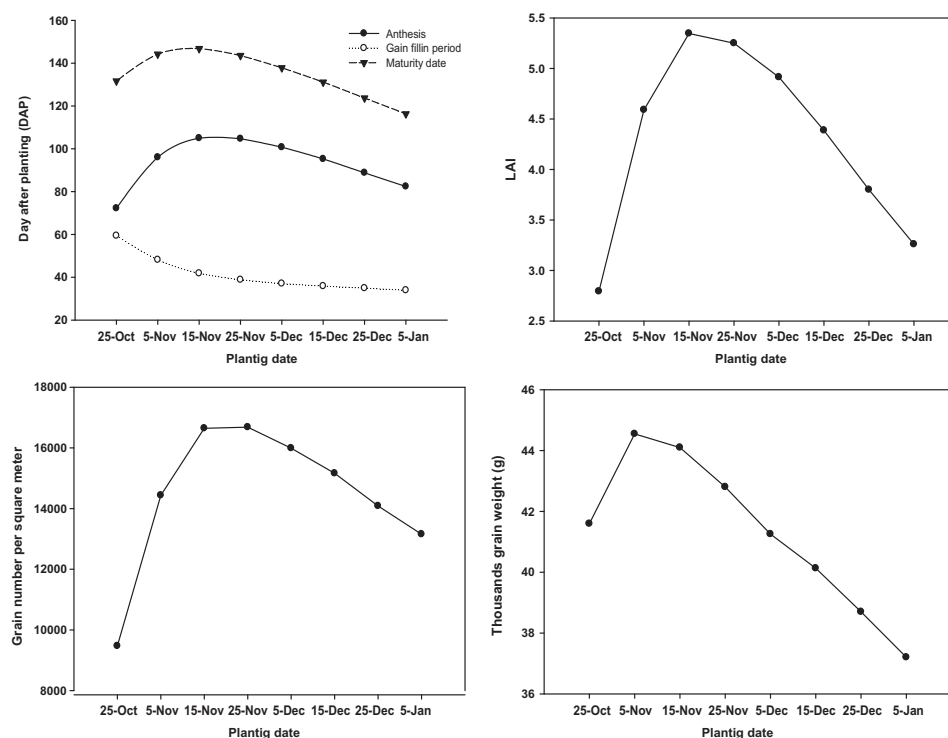 160
140
120
100
80
60
40
20
Day after planting (DAP)
Anthesis
Gain fillin period
Maturity date
25-Oct 5-Nov 15-Nov 25-Nov 5-Dec 15-Dec 25-Dec 5-Jan
Plantig date
5.5
5.0
4.5
4.0
3.5
3.0
2.5
LAI
25-Oct 5-Nov 15-Nov 25-Nov 5-Dec 15-Dec 25-Dec 5-Jan
Plantig date
18000
16000
14000
12000
10000
8000
Grain number per square meter
25-Oct 5-Nov 15-Nov 25-Nov 5-Dec 15-Dec 25-Dec 5-Jan
Plantig date
46
44
42
40
38
36
Thousands grain weight (g)
25-Oct 5-Nov 15-Nov 25-Nov 5-Dec 15-Dec 25-Dec 5-Jan
Plantig date